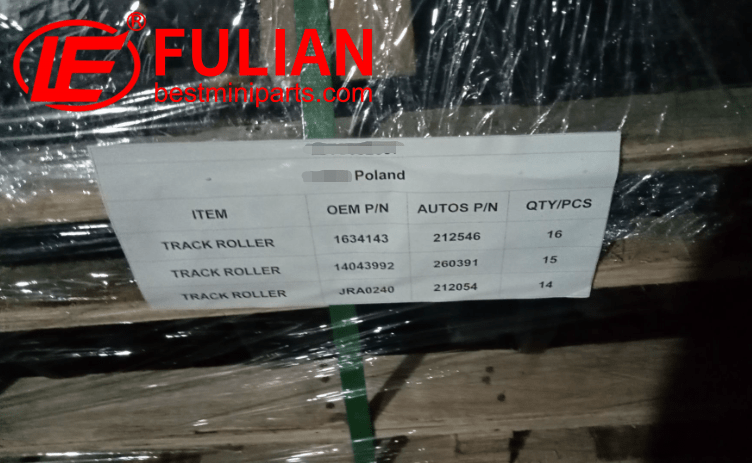 FULIAN
®
bestminiparts.com
Poland
ITEM OEM P/N AUTOS P/N QTY/PCS
TRACK ROLLER 1634143 212546 16
TRACK ROLLER 14043992 260391 15
TRACK ROLLER JRA0240 212054 14